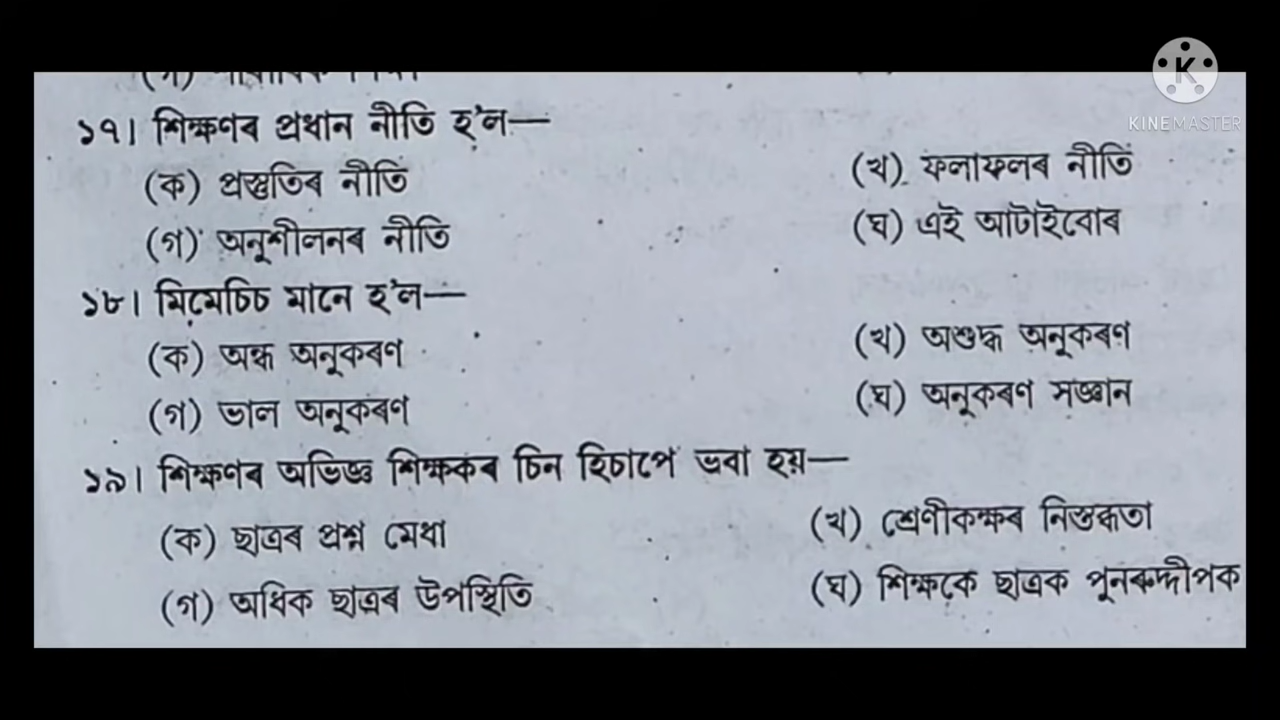 KINEMASTER
১৭। শিক্ষণৰ প্ৰধান নীতি হ'ল—
(ক) প্ৰস্তুতিৰ নীতি (খ) ফলাফলৰ নীতি
(গ) অনুশীলনৰ নীতি (ঘ) এই আটাইবোৰ
১৮। মিমেচিচ মানে হ'ল—
(ক) অন্ধ অনুকৰণ (খ) অশুদ্ধ অনুকৰণ
(গ) ভাল অনুকৰণ (ঘ) অনুকৰণ সজ্ঞান
১৯। শিক্ষণৰ অভিজ্ঞ শিক্ষকৰ চিন হিচাপে ভবা হয়—
(ক) ছাত্ৰৰ প্ৰশ্ন মেধা (খ) শ্ৰেণীকক্ষৰ নিস্তব্ধতা
(গ) অধিক ছাত্ৰৰ উপস্থিতি (ঘ) শিক্ষকে ছাত্ৰক পুনৰুদ্দীপক